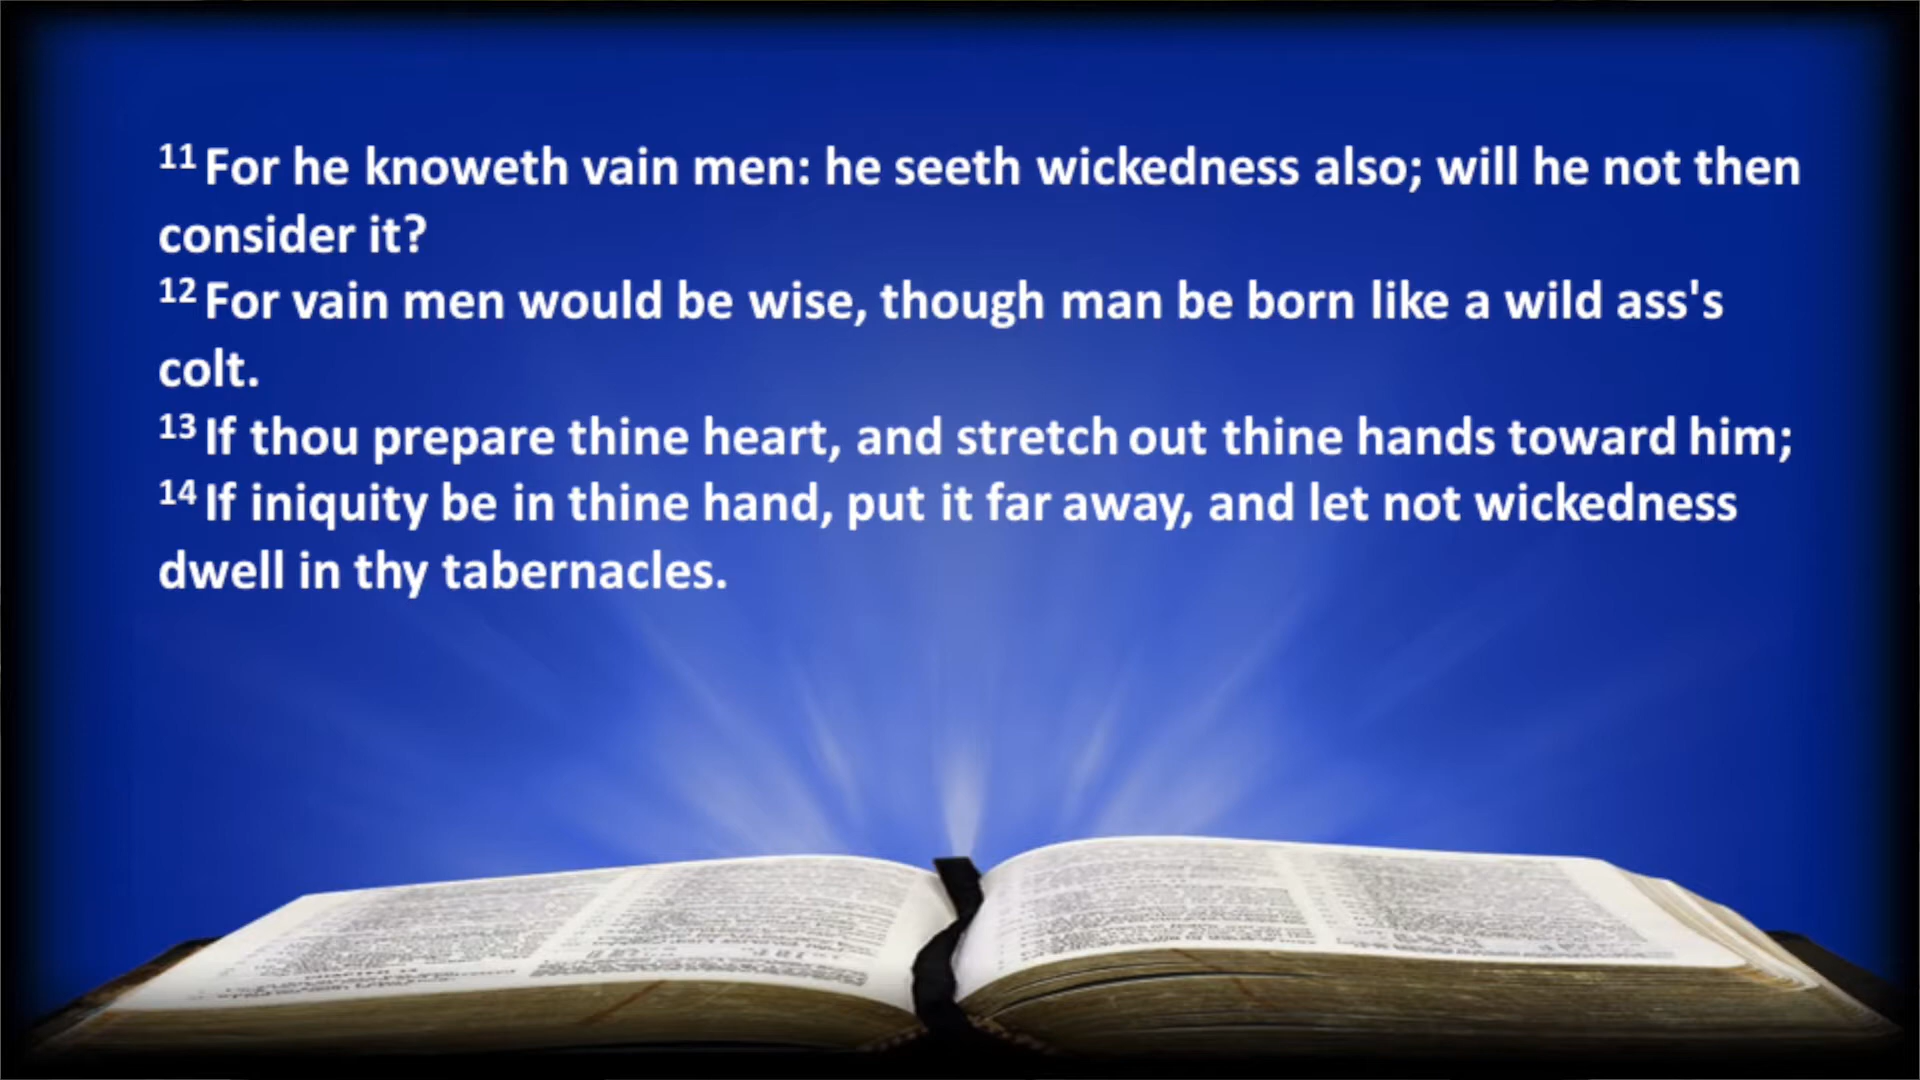 11 For he knoweth vain men: he seeth wickedness also; will he not then
consider it?
12 For vain men would be wise, though man be born like a wild ass's
colt.
13 If thou prepare thine heart, and stretch out thine hands toward him;
14 If iniquity be in thine hand, put it far away, and let not wickedness
dwell in thy tabernacles.